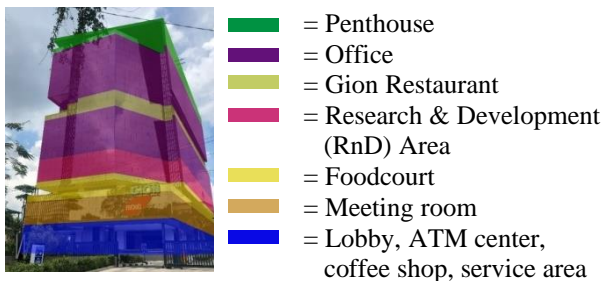 = Penthouse
= Office
= Gion Restaurant
= Research & Development
(RnD) Area
= Foodcourt
= Meeting room
= Lobby, ATM center,
coffee shop, service area